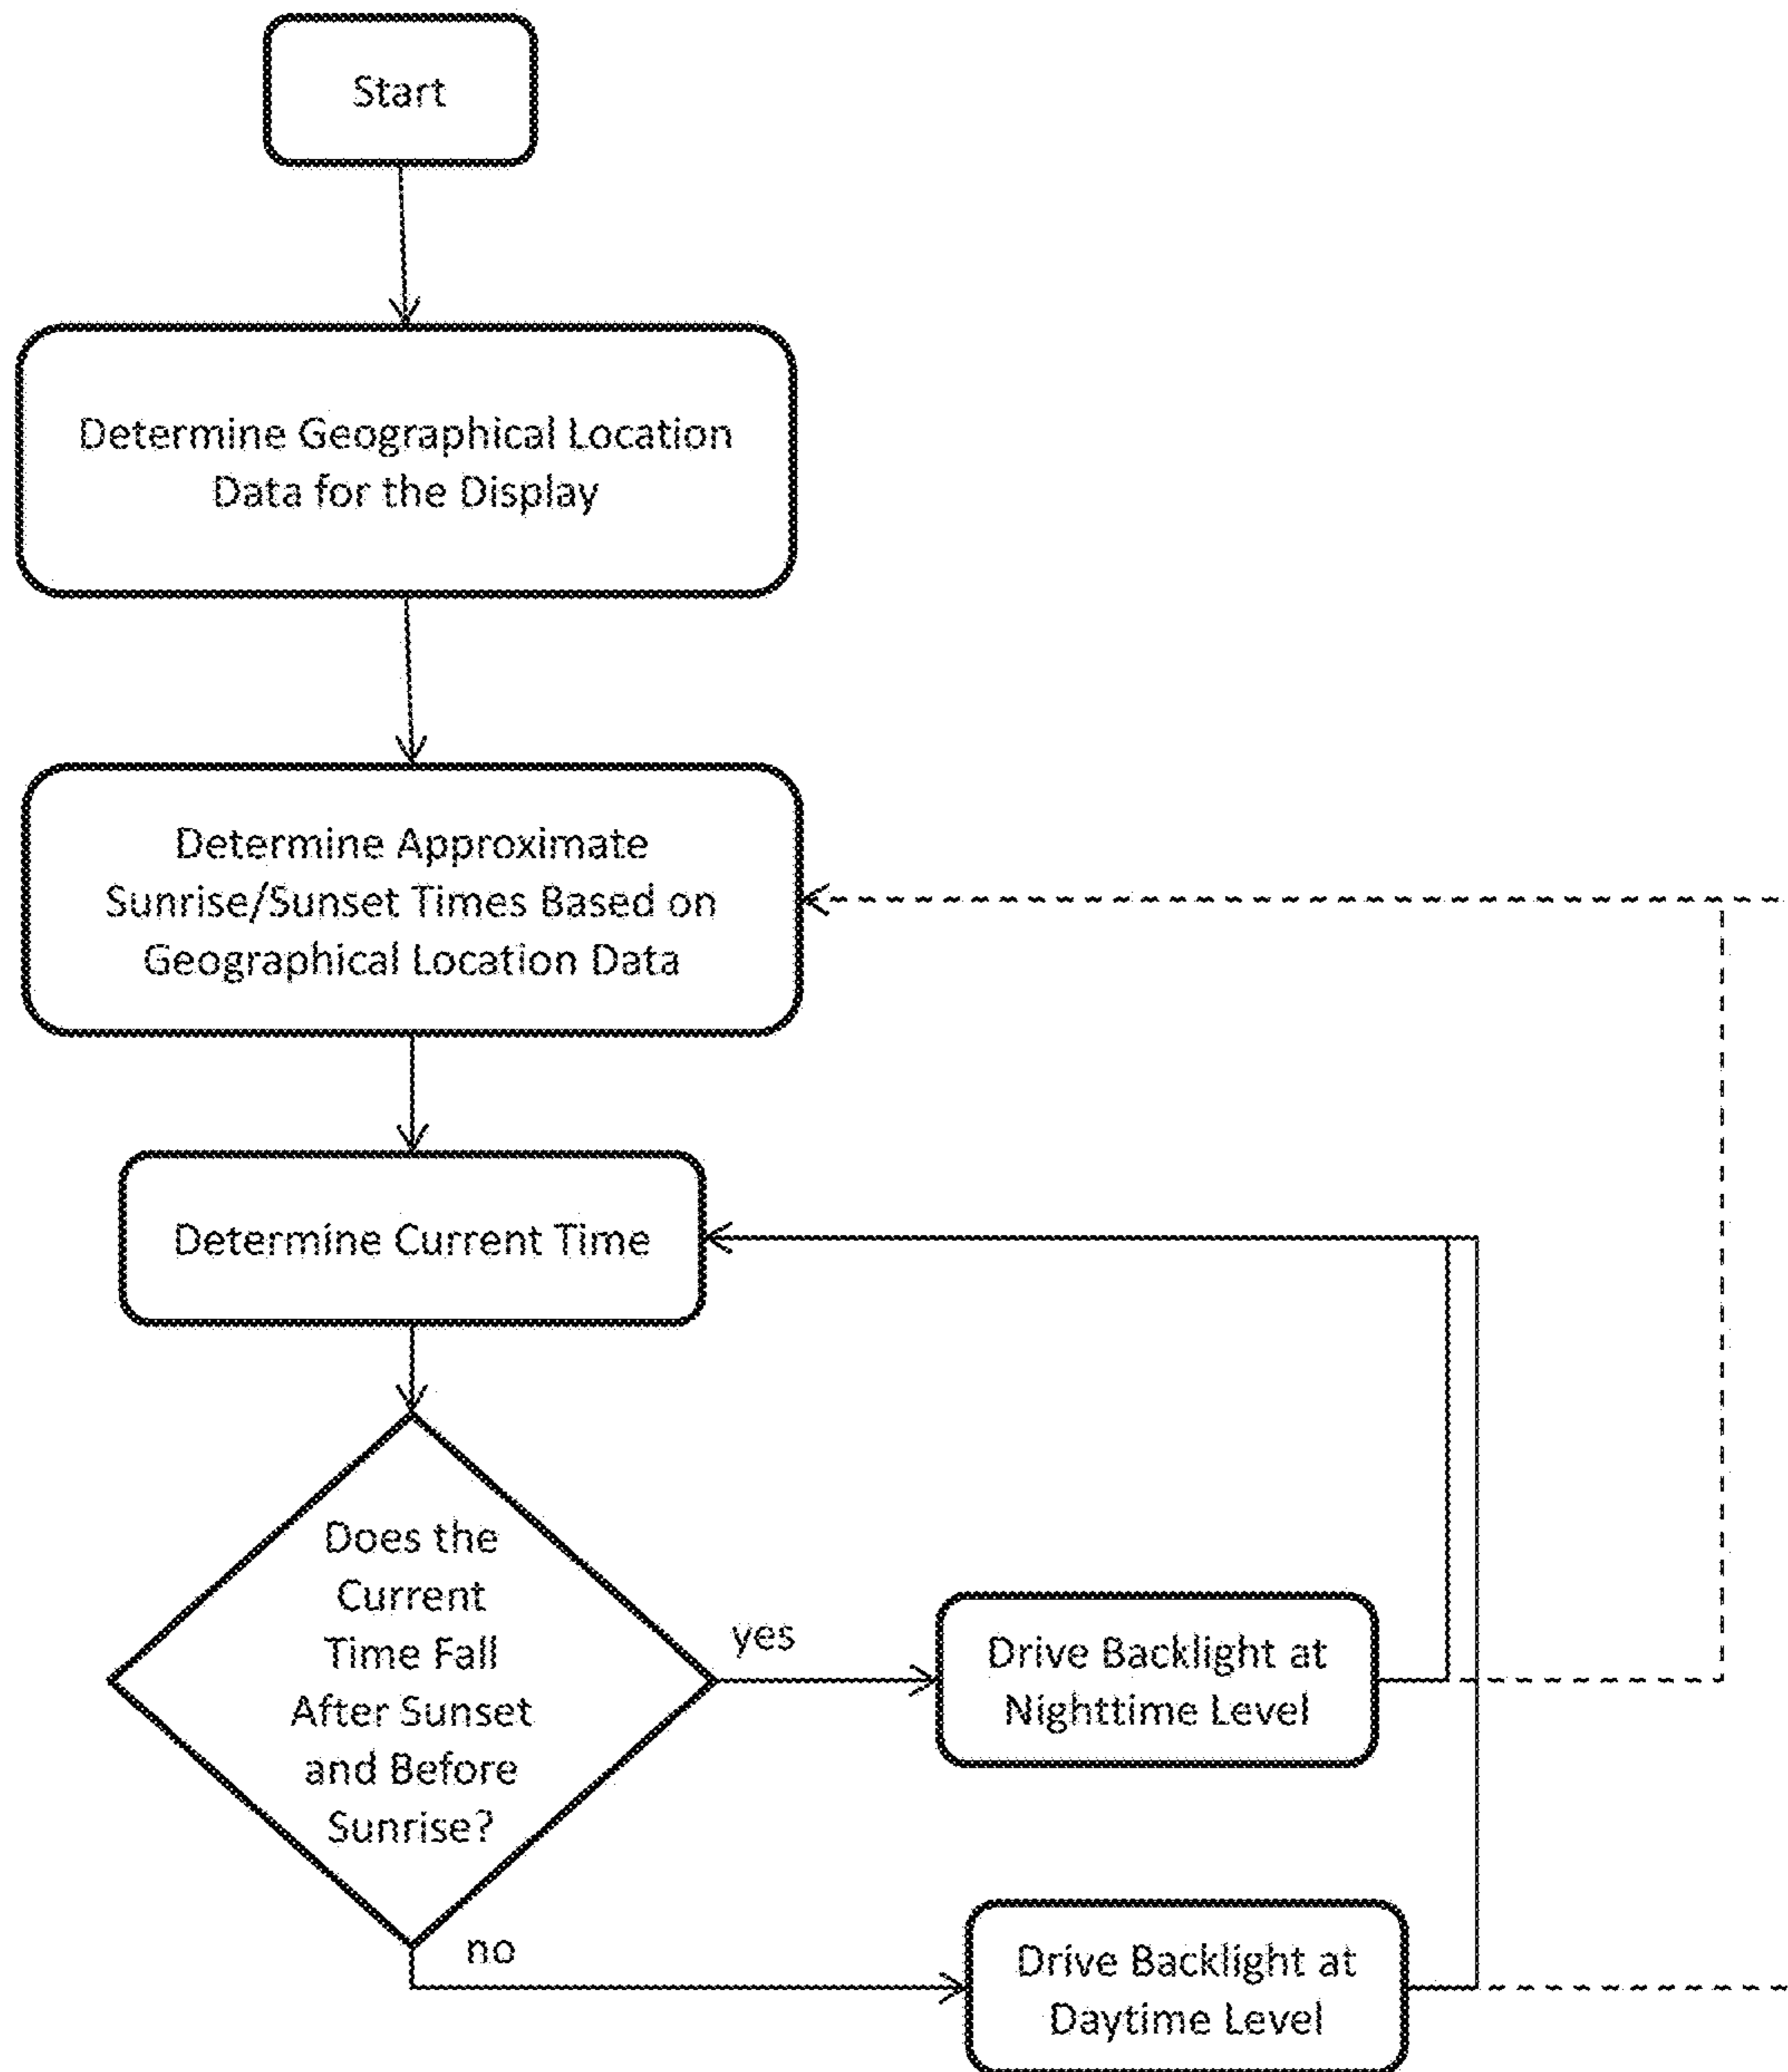 Start
Determine Geographical Location
Data for the Display
Determine Approximate
Sunrise/Sunset Times Based on
Geographical Location Data
Determine Current Time
Does the
Current
Time Fall
After Sunset
and Before
Sunrise?
yes
Drive Backlight at
Nighttime Level
no
Drive Backlight at
Daytime Level